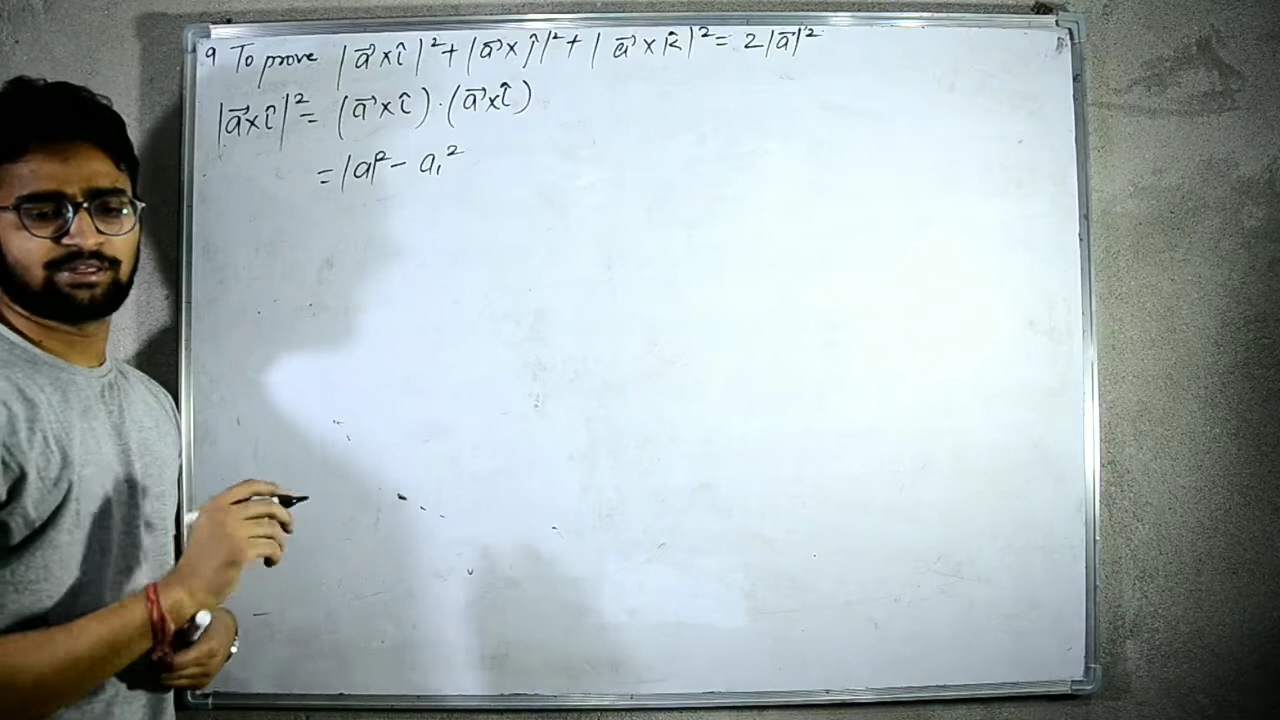 9 To prove |a⃗×î|²+|a⃗×ĵ|²+|a⃗×k̂|²= 2|a⃗|²
|a⃗×î|²= (a⃗×î).(a⃗×î)
=|a|²- a₁²